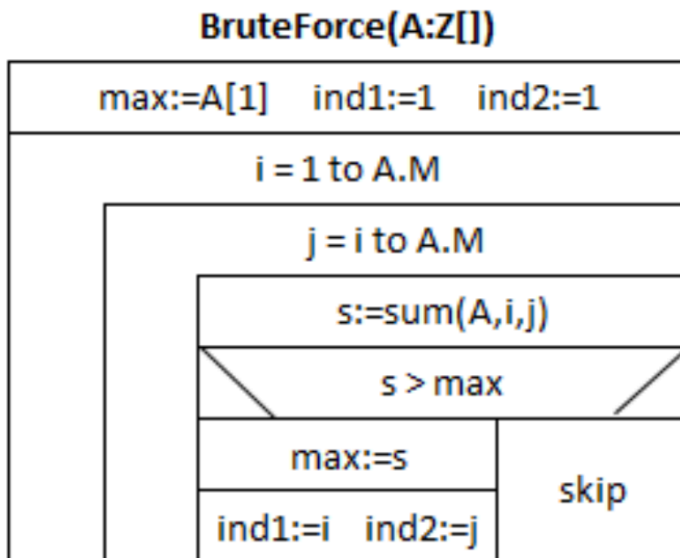 BruteForce(A:Z[])
max:=A[1] ind1:=1 ind2:=1
i = 1 to A.M
j = i to A.M
s:=sum(A,i,j)
s > max
max:=s
skip
ind1:=i ind2:=j